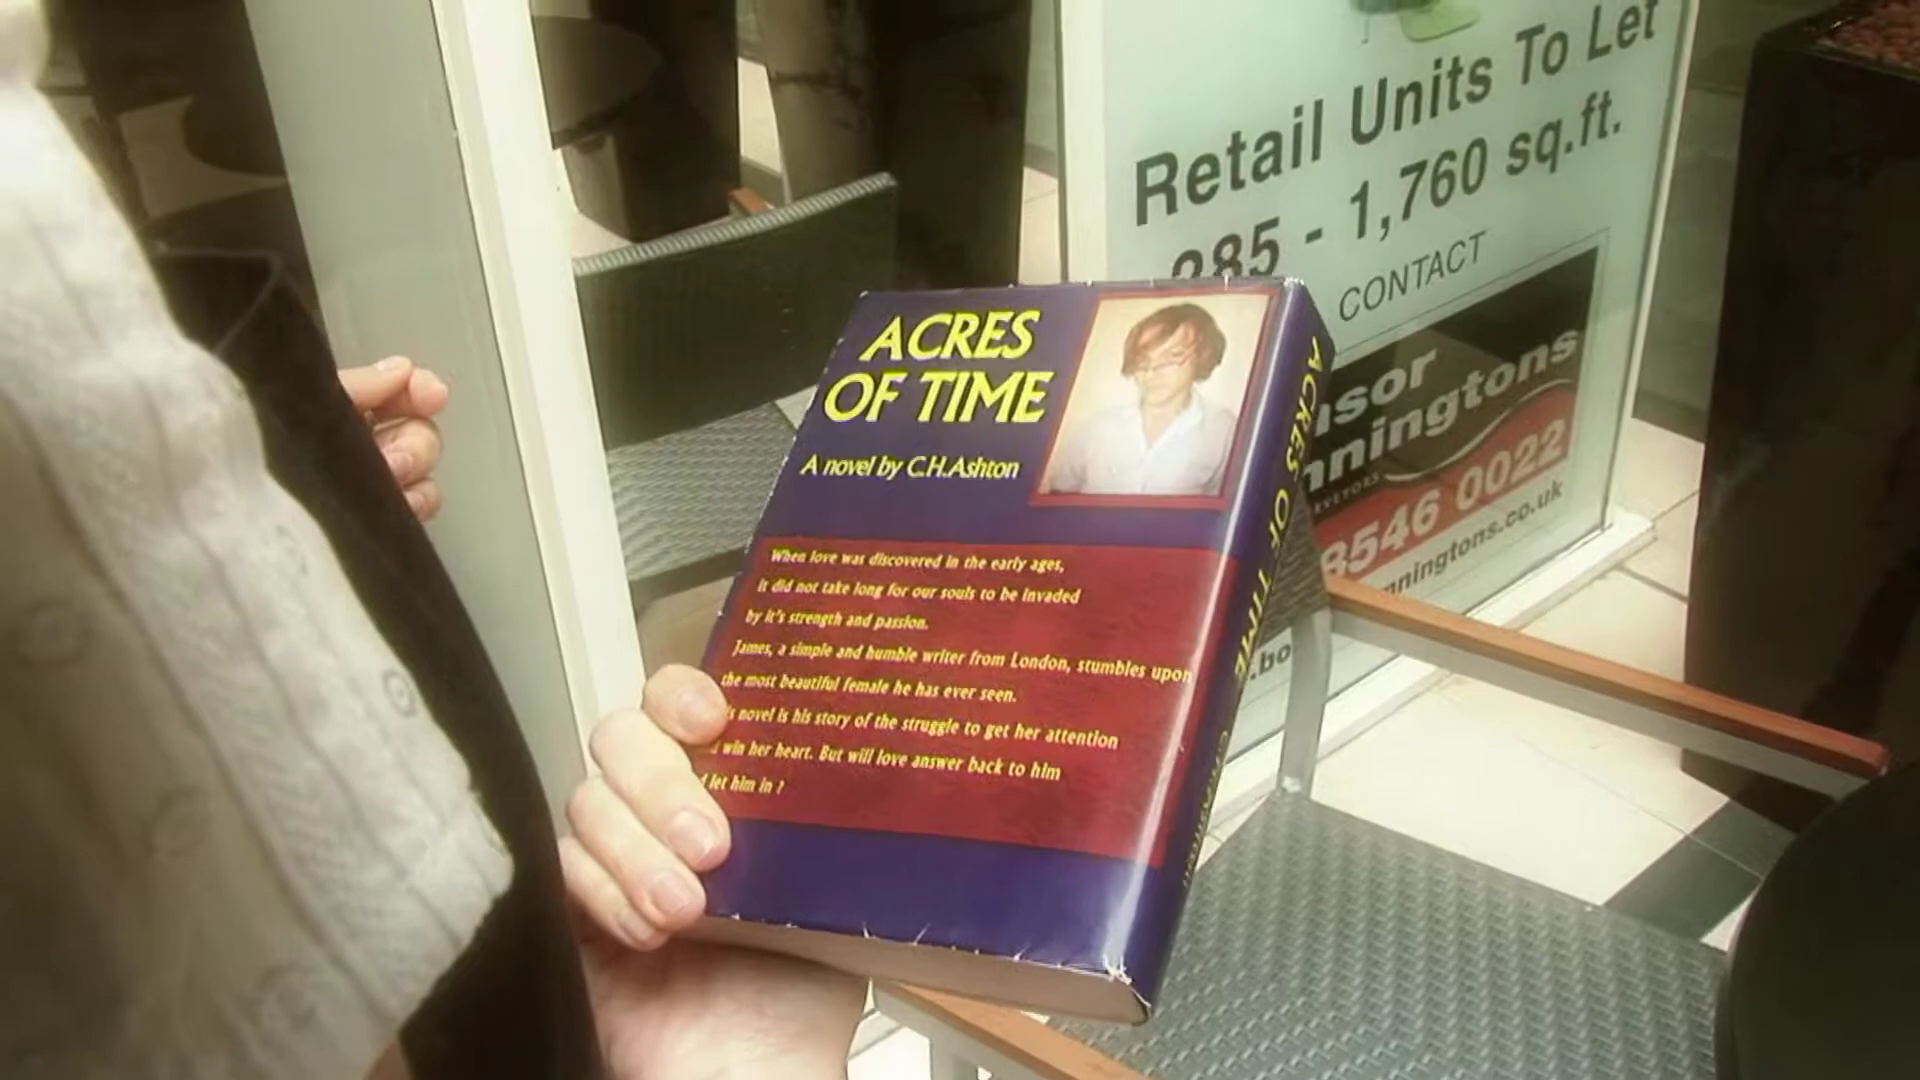 Retail Units To Let
285 - 1,760 sq.ft.
CONTACT
8546 0022
nningtons.co.uk
ACRES
OF TIME
A novel by C.H.Ashton
When love was discovered in the early ages,
it did not take long for our souls to be invaded
by it's strength and passion.
James, a simple and humble writer from London, stumbles upon
the most beautiful female he has ever seen.
novel is his story of the struggle to get her attention
win her heart. But will love answer back to him
let him in ?
ACRES OF TIME